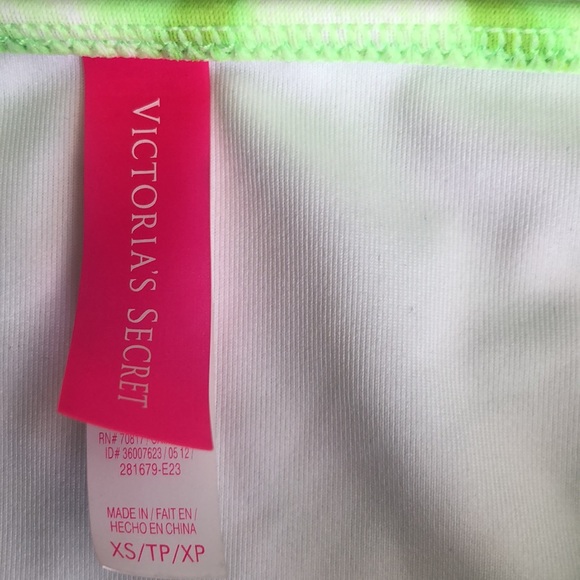 VICTORIA'S SECRET
RN# 70817
ID# 36007623 / 05 12 /
281679-E23
MADE IN / FAIT EN /
HECHO EN CHINA
XS/TP/XP